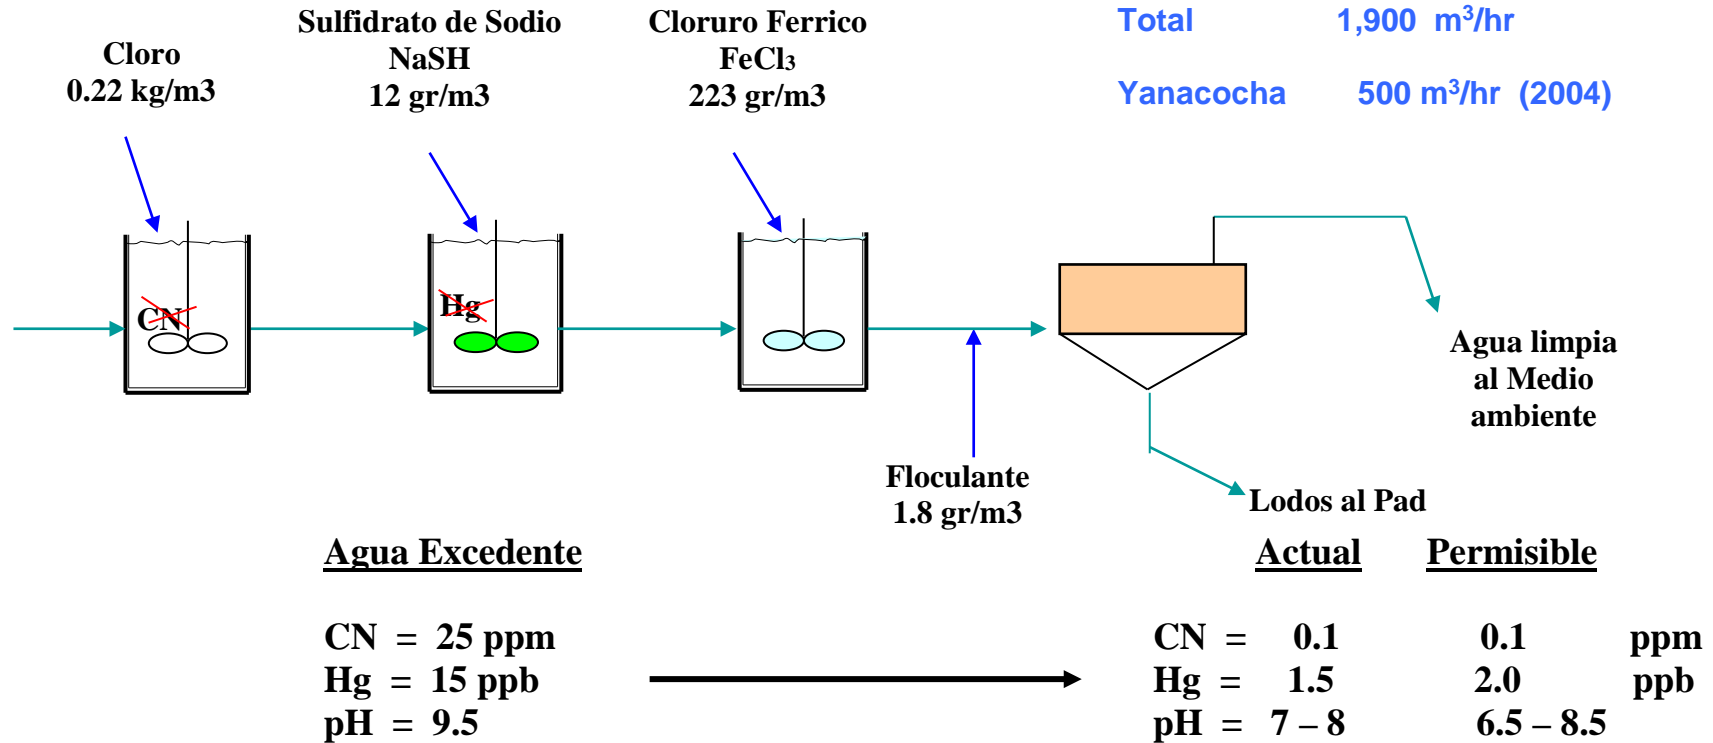 Cloro
0.22 kg/m3
Sulfidrato de Sodio
NaSH
12 gr/m3
Cloruro Ferrico
FeCl₃
223 gr/m3
Total 1,900 m³/hr
Yanacocha 500 m³/hr (2004)
CN
Hg
Agua limpia
al Medio
ambiente
Floculante
1.8 gr/m3
Lodos al Pad
Agua Excedente
CN = 25 ppm
Hg = 15 ppb
pH = 9.5
Actual Permisible
CN = 0.1 0.1 ppm
Hg = 1.5 2.0 ppb
pH = 7 – 8 6.5 – 8.5